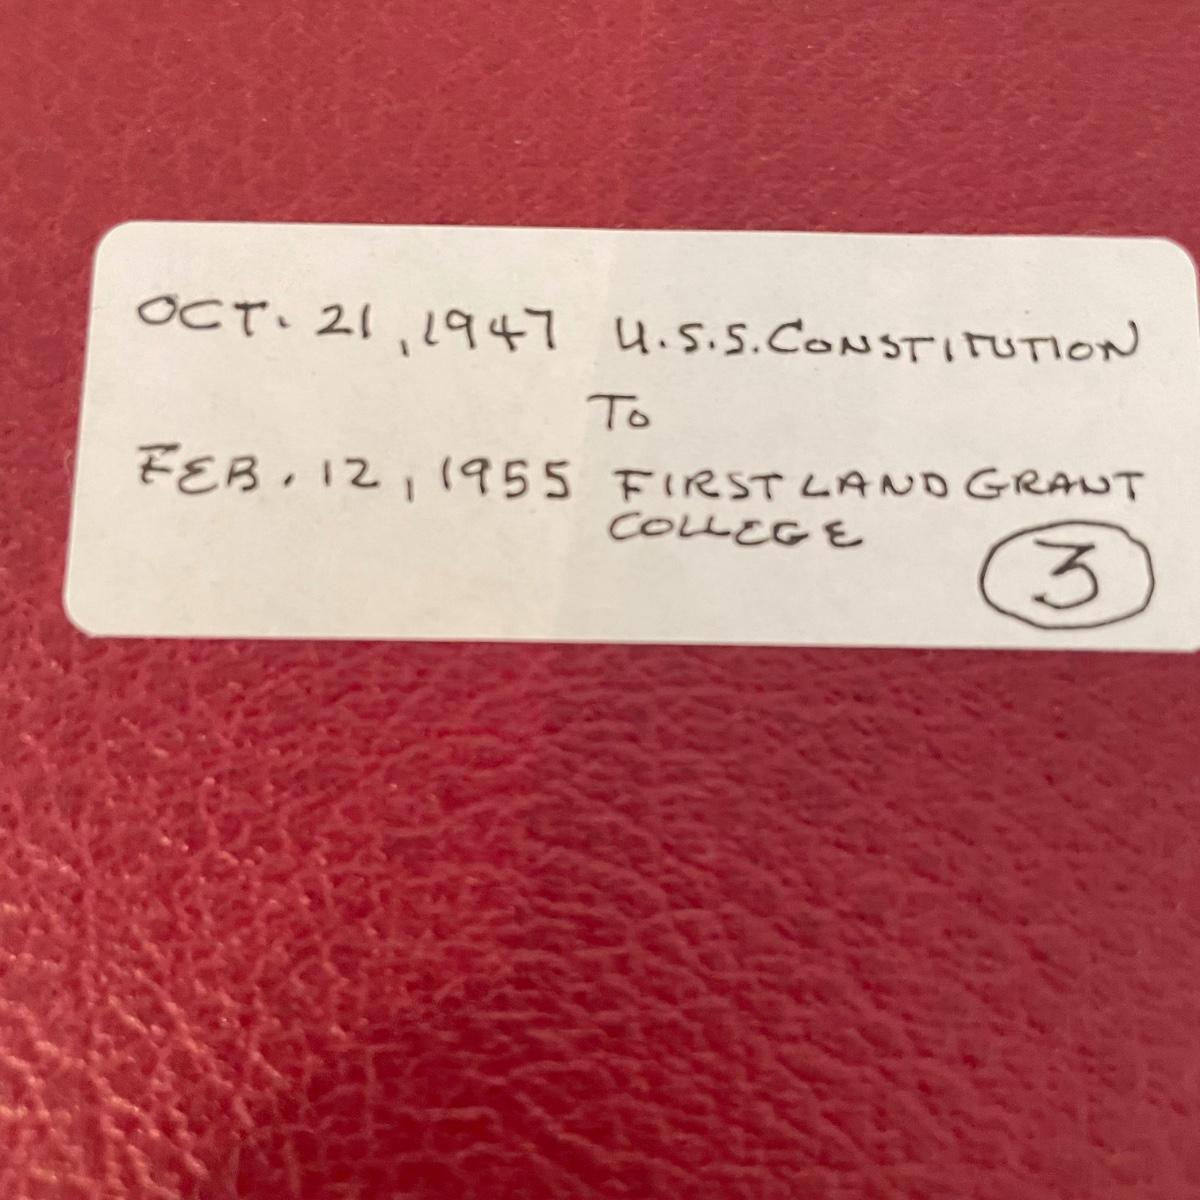 OCT. 21, 1947 U.S.S. CONSTITUTION
TO
FEB. 12, 1955 FIRST LAND GRANT
COLLEGE
3